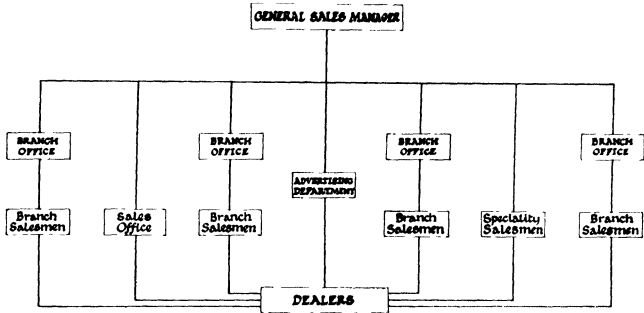 GENERAL SALES MANAGER
BRANCH
OFFICE
BRANCH
OFFICE
BRANCH
OFFICE
BRANCH
OFFICE
ADVERTISING
DEPARTMENT
Branch
Salesmen
Sales
Office
Branch
Salesmen
Branch
Salesmen
Speciality
Salesmen
Branch
Salesmen
DEALERS